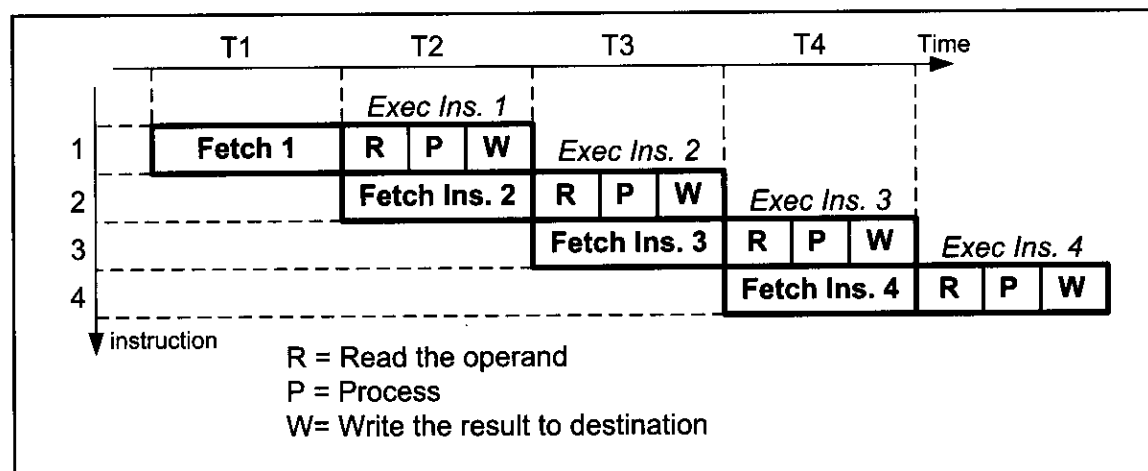 T1 T2 T3 T4 Time
Exec Ins. 1
1 Fetch 1 R P W Exec Ins. 2
2 Fetch Ins. 2 R P W Exec Ins. 3
3 Fetch Ins. 3 R P W Exec Ins. 4
4 Fetch Ins. 4 R P W
instruction
R = Read the operand
P = Process
W= Write the result to destination